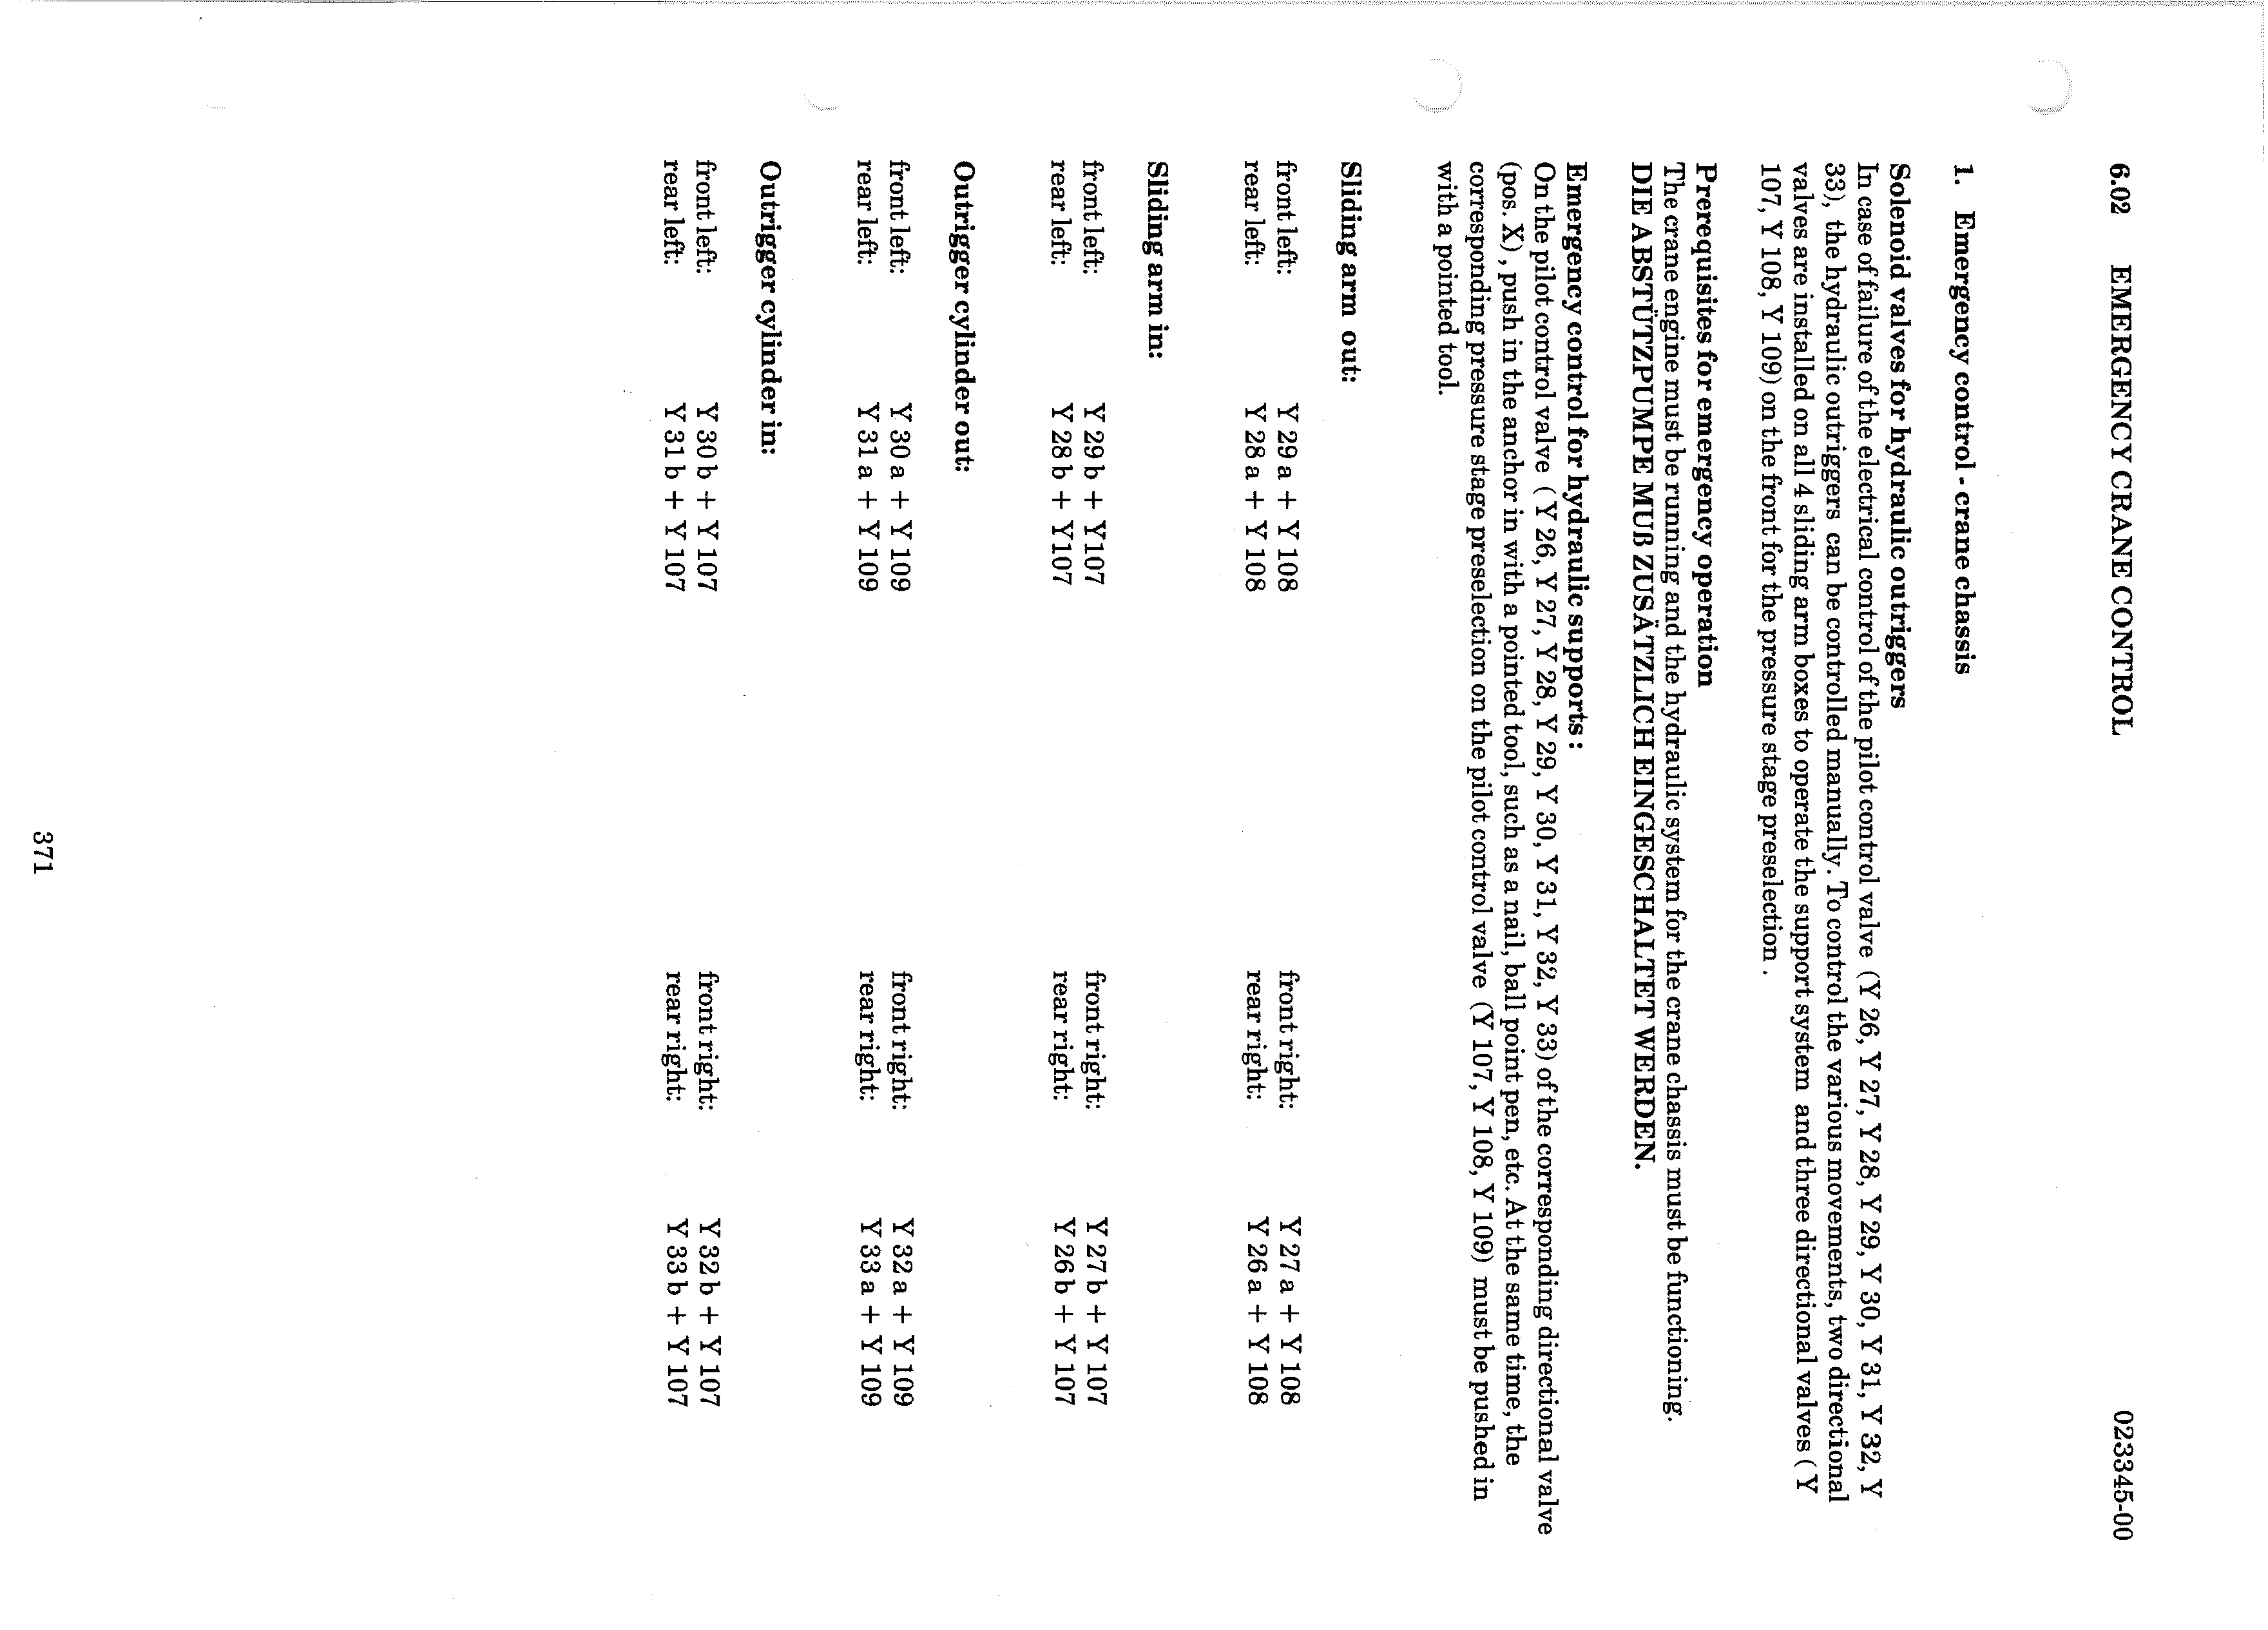 6.02 EMERGENCY CRANE CONTROL 023345-00
1. Emergency control - crane chassis
Solenoid valves for hydraulic outriggers
In case of failure of the electrical control of the pilot control valve (Y 26, Y 27, Y 28, Y 29, Y 30, Y 31, Y 32, Y
33), the hydraulic outriggers can be controlled manually. To control the various movements, two directional
valves are installed on all 4 sliding arm boxes to operate the support system and three directional valves ( Y
107, Y 108, Y 109) on the front for the pressure stage preselection .
Prerequisites for emergency operation
The crane engine must be running and the hydraulic system for the crane chassis must be functioning.
DIE ABSTÜTZPUMPE MUß ZUSÄTZLICH EINGESCHALTET WERDEN.
Emergency control for hydraulic supports :
On the pilot control valve ( Y 26, Y 27, Y 28, Y 29, Y 30, Y 31, Y 32, Y 33) of the corresponding directional valve
(pos. X) , push in the anchor in with a pointed tool, such as a nail, ball point pen, etc. At the same time, the
corresponding pressure stage preselection on the pilot control valve (Y 107, Y 108, Y 109) must be pushed in
with a pointed tool.
Sliding arm out:
front left: Y 29 a + Y 108 front right: Y 27 a + Y 108
rear left: Y 28 a + Y 108 rear right: Y 26 a + Y 108
Sliding arm in:
front left: Y 29 b + Y107 front right: Y 27 b + Y 107
rear left: Y 28 b + Y107 rear right: Y 26 b + Y 107
Outrigger cylinder out:
front left: Y 30 a + Y 109 front right: Y 32 a + Y 109
rear left: Y 31 a + Y 109 rear right: Y 33 a + Y 109
Outrigger cylinder in:
front left: Y 30 b + Y 107 front right: Y 32 b + Y 107
rear left: Y 31 b + Y 107 rear right: Y 33 b + Y 107
371